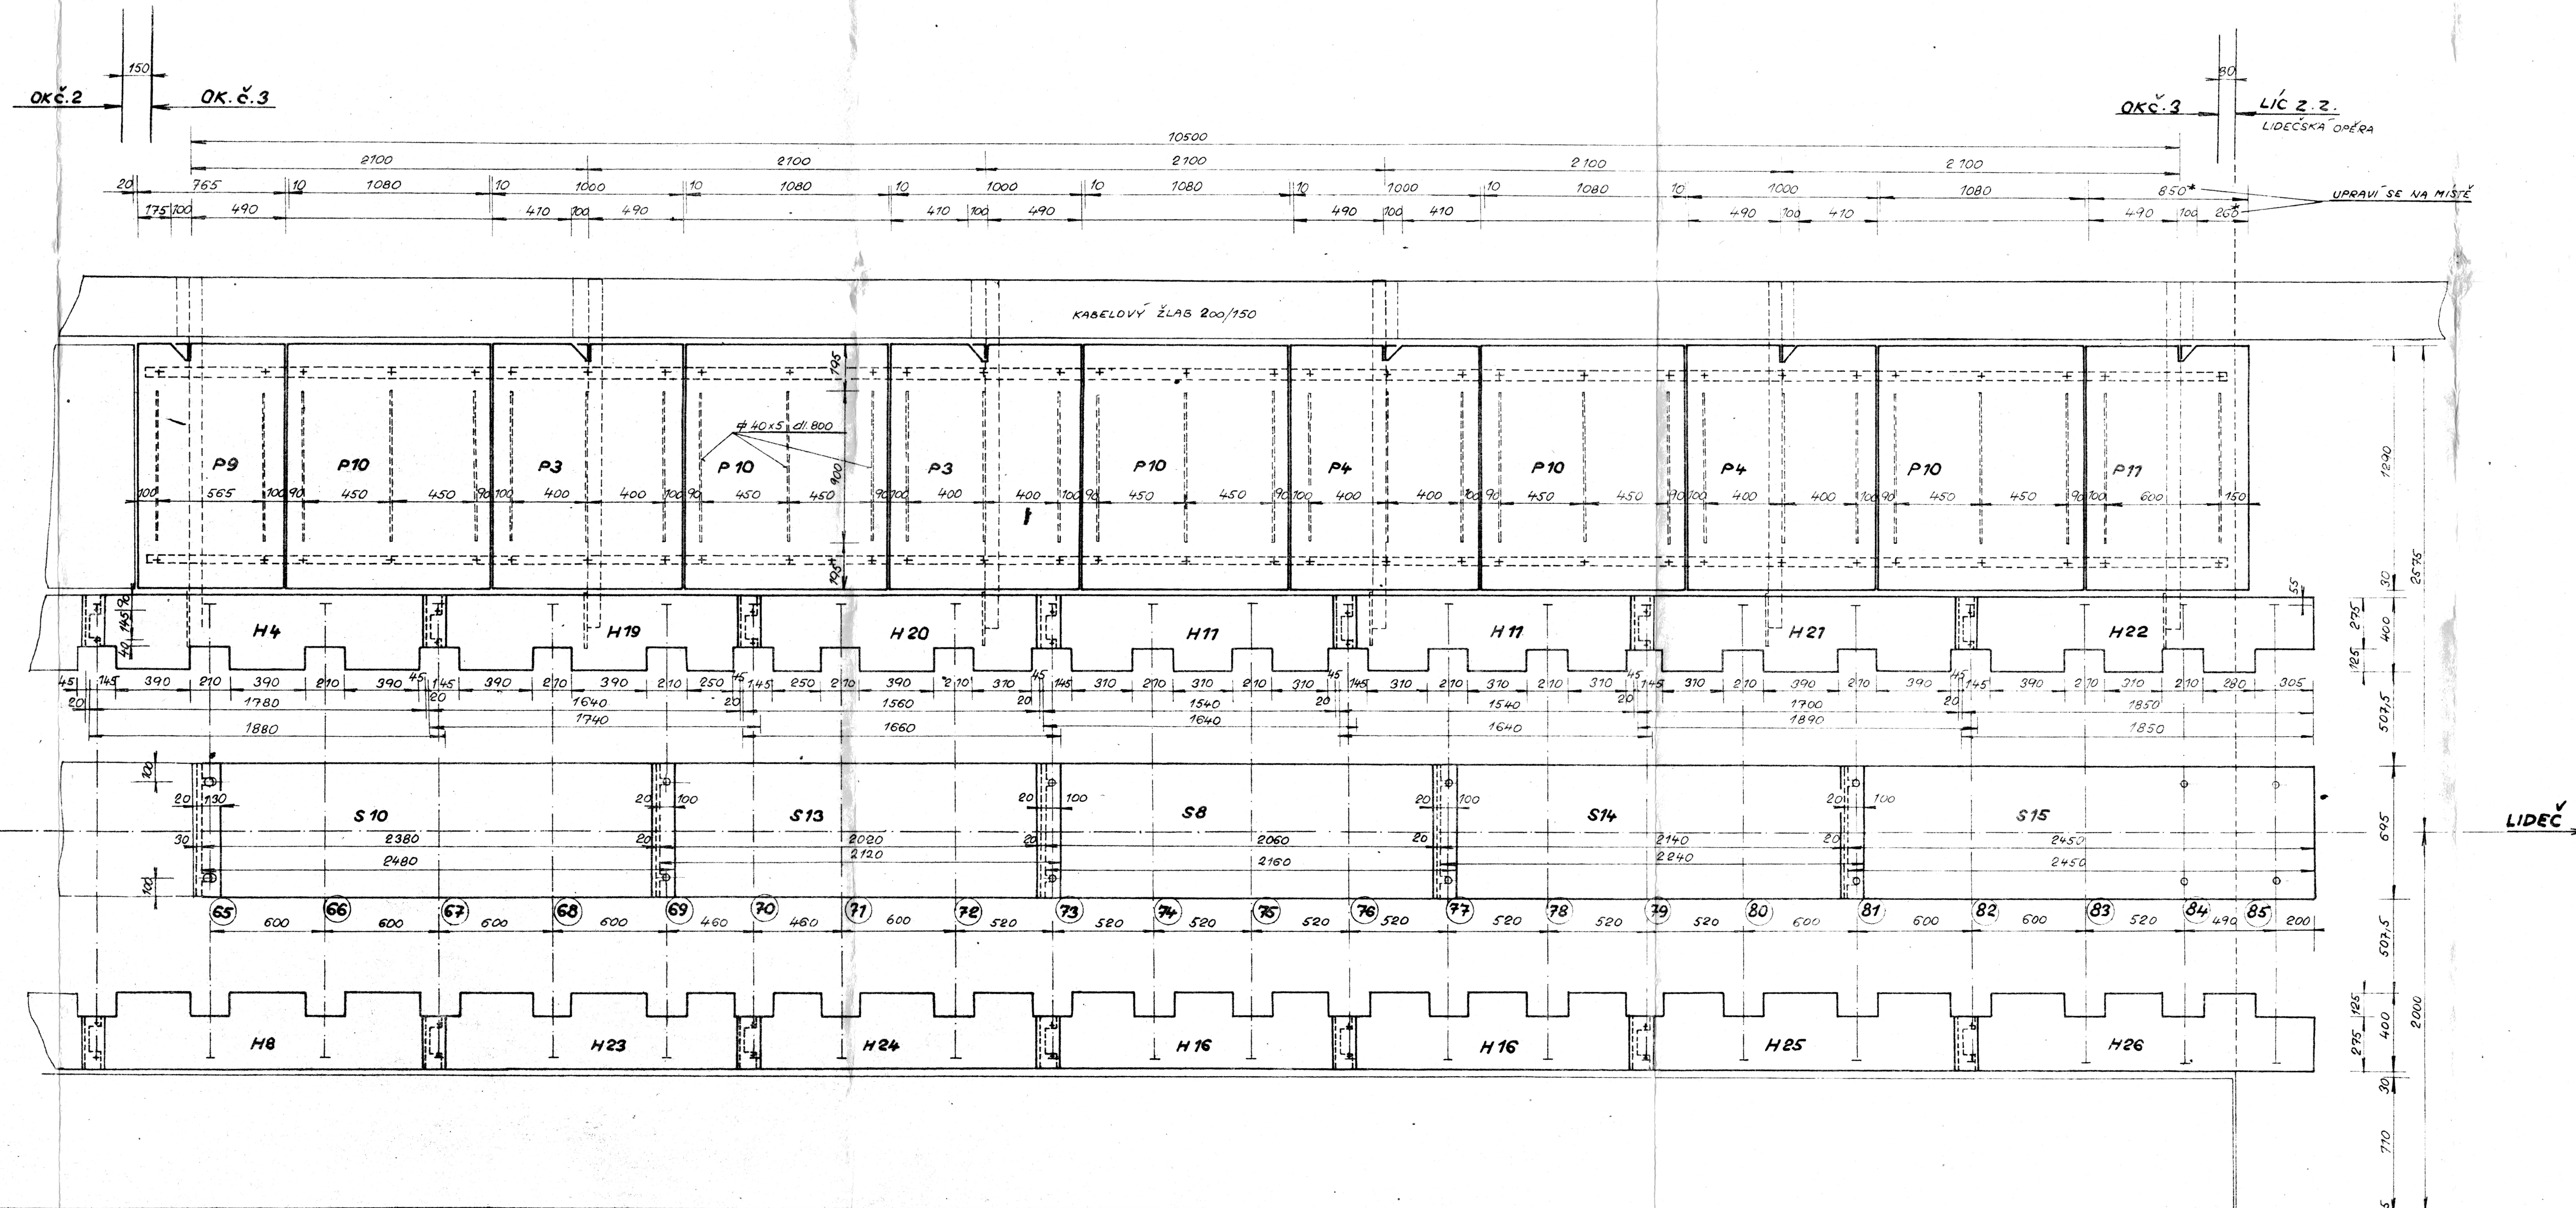 150
80
OKČ.2 OK.Č.3 OKČ.3 LÍC Z.Z.
LIDEČSKÁ OPĚRA
10500
2100 2100 2100 2100 2100
20 765 10 1080 10 1000 10 1080 10 1000 10 1080 10 1000 10 1080 10 1000 1080 850*
UPRAVÍ SE NA MÍSTĚ
175 100 490 410 100 490 410 100 490 490 100 410 490 100 410 490 100 260*
KABELOVÝ ŽLAB 200/150
195
⌀ 40×5 dl. 800
P9 P10 P3 P10 P3 P10 P4 P10 P4 P10 P11
900
1290
100 565 100 90 450 450 90 100 400 400 100 90 450 450 90 100 400 400 100 90 450 450 90 100 400 400 100 90 450 450 90 100 400 400 100 90 450 450 90 100 600 150
2575
195
30
55
90
145
40
H4 H19 H20 H11 H11 H21 H22
275
400
125
45 145 390 210 390 210 390 45 145 390 210 390 210 250 45 145 250 210 390 210 310 45 145 310 210 310 210 310 45 145 310 210 310 210 310 45 145 310 210 390 210 390 45 145 390 210 310 210 280 305
20 1780 20 1640 20 1560 20 1540 20 1540 20 1700 20 1850
1880 1740 1660 1640 1640 1890 1850
507,5
100
20 130 20 100 20 100 20 100 20 100
S10 S13 S8 S14 S15
695
LIDEČ
30 2380 20 2020 20 2060 20 2140 20 2450
2480 2120 2160 2240 2450
100
65 66 67 68 69 70 71 72 73 74 75 76 77 78 79 80 81 82 83 84 85
600 600 600 600 460 460 600 520 520 520 520 520 520 520 520 600 600 600 520 490 200
507,5
125
400
275
2000
H8 H23 H24 H16 H16 H25 H26
30
710